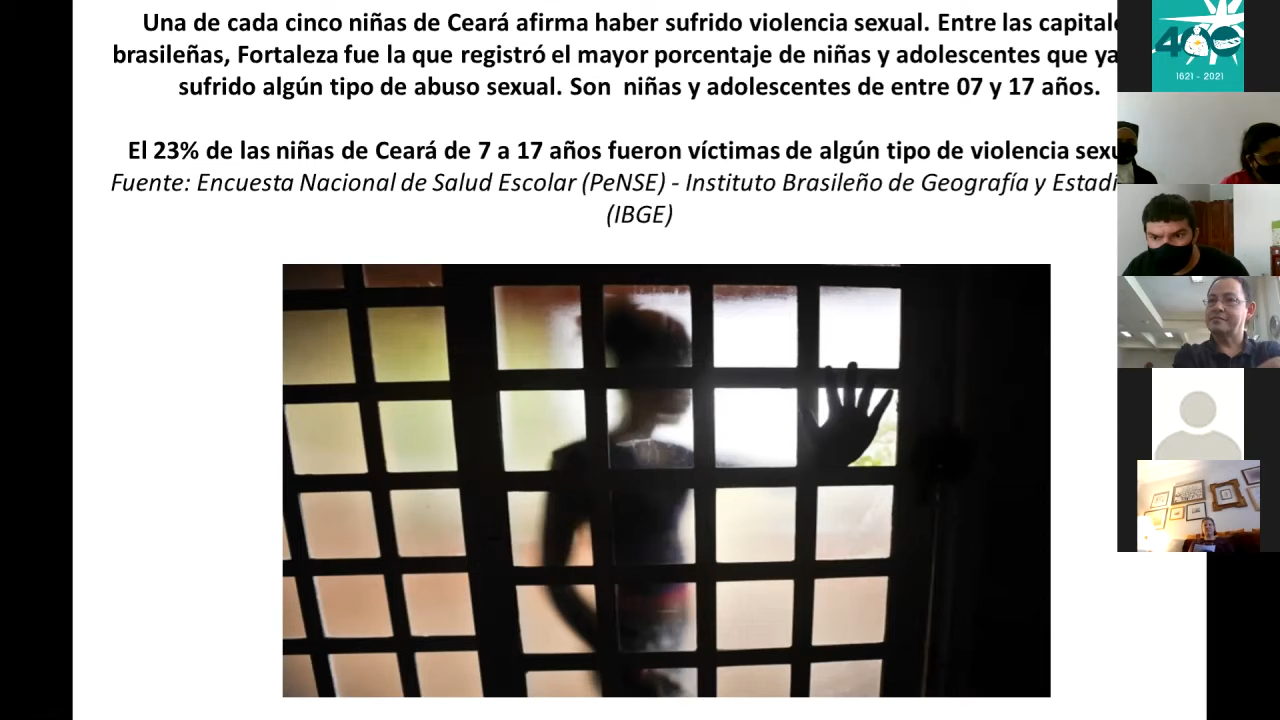 Una de cada cinco niñas de Ceará afirma haber sufrido violencia sexual. Entre las
brasileñas, Fortaleza fue la que registró el mayor porcentaje de niñas y adolescentes que ya
sufrido algún tipo de abuso sexual. Son niñas y adolescentes de entre 07 y 17 años.
El 23% de las niñas de Ceará de 7 a 17 años fueron víctimas de algún tipo de violencia
Fuente: Encuesta Nacional de Salud Escolar (PeNSE) - Instituto Brasileño de Geografía y
(IBGE)
400
1621 - 2021